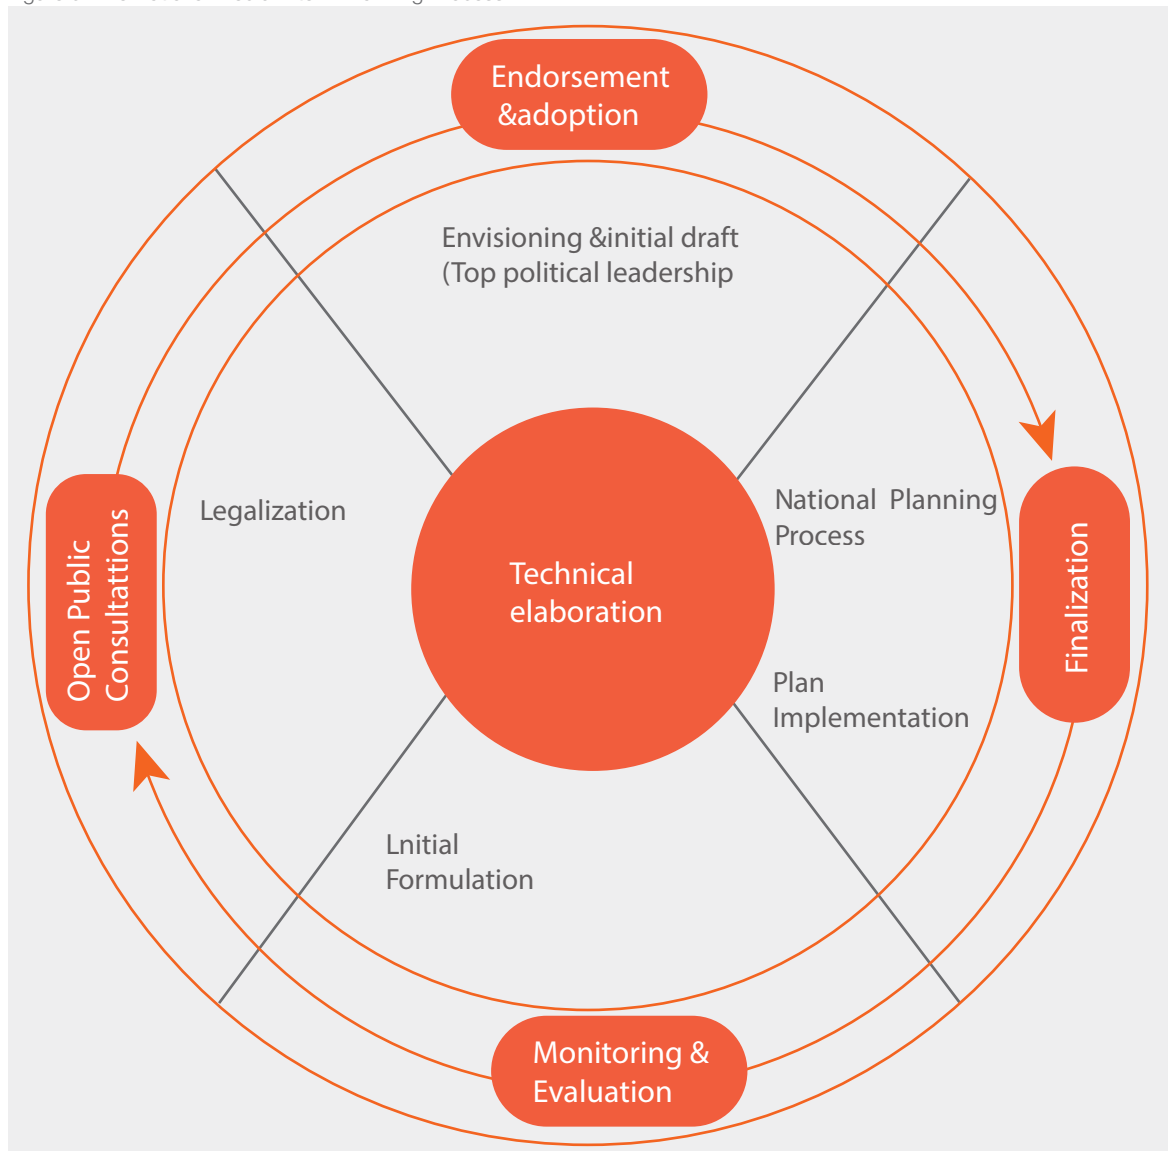 Endorsement
&adoption
Envisioning &initial draft
(Top political leadership
Legalization
National Planning
Process
Open Public
Consultattions
Technical
elaboration
Finalization
Plan
Implementation
Lnitial
Formulation
Monitoring &
Evaluation